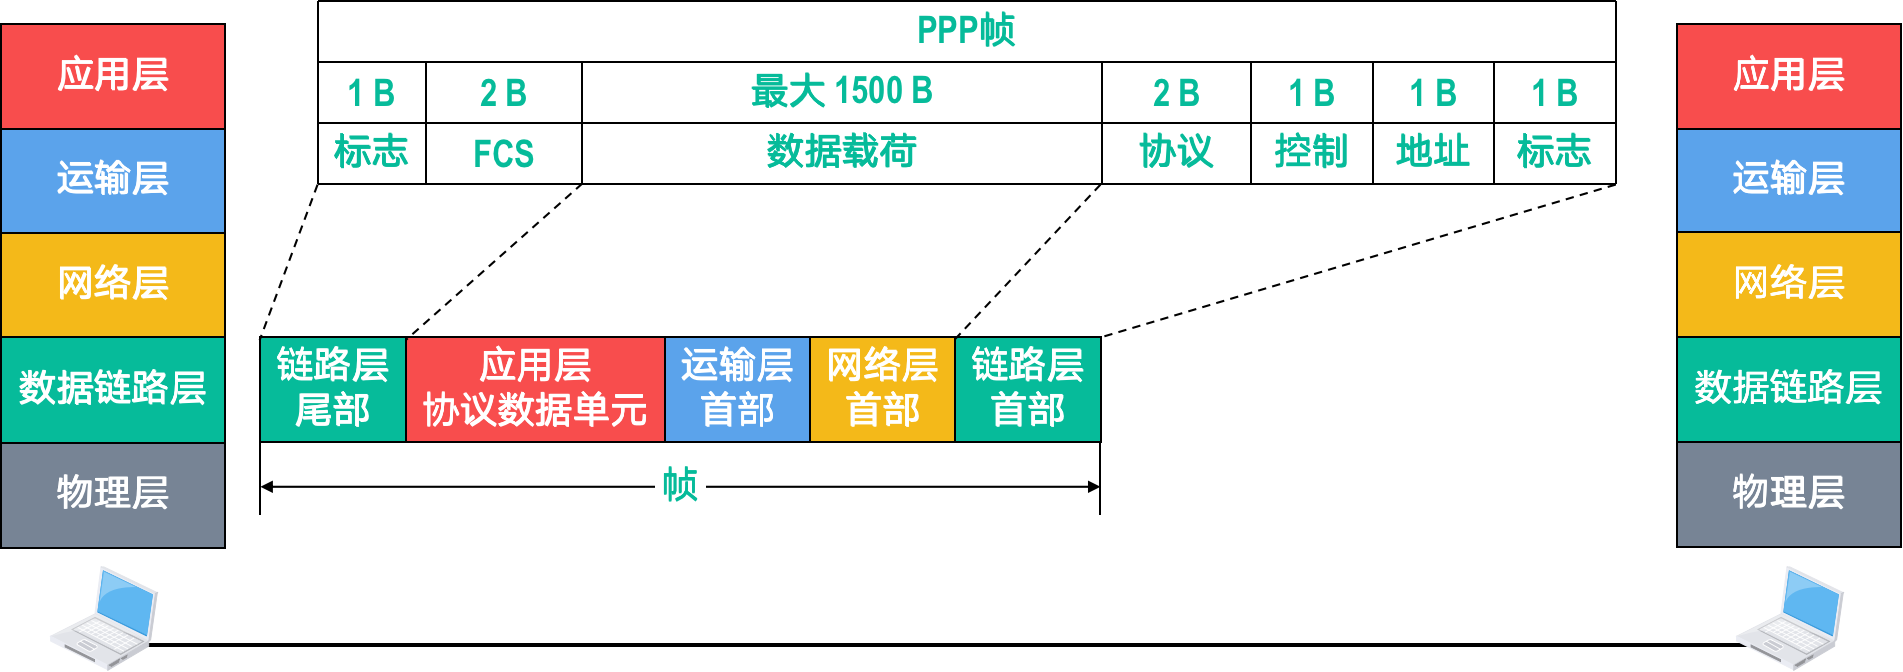 应用层
运输层
网络层
数据链路层
物理层
PPP帧
1 B
2 B
最大 1500 B
2 B
1 B
1 B
1 B
标志
FCS
数据载荷
协议
控制
地址
标志
链路层
尾部
应用层
协议数据单元
运输层
首部
网络层
首部
链路层
首部
帧
应用层
运输层
网络层
数据链路层
物理层